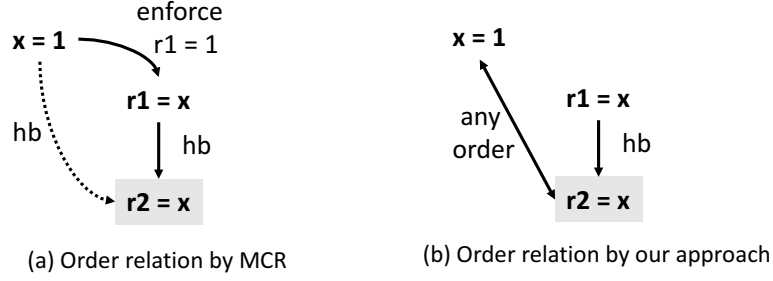 enforce
r1 = 1
x = 1
r1 = x
hb
hb
r2 = x
(a) Order relation by MCR
x = 1
r1 = x
any
order
hb
r2 = x
(b) Order relation by our approach